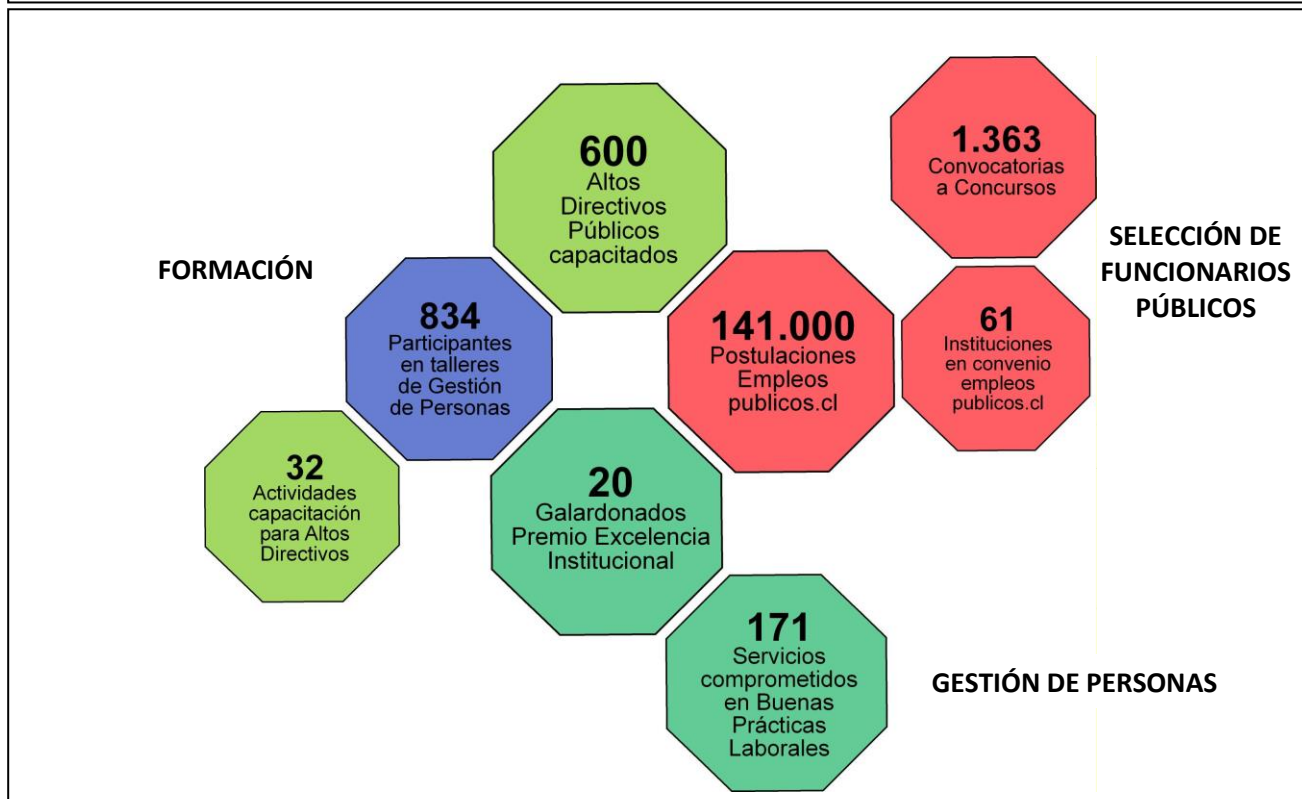 600
Altos
Directivos
Públicos
capacitados
1.363
Convocatorias
a Concursos
SELECCIÓN DE
FUNCIONARIOS
PÚBLICOS
FORMACIÓN
834
Participantes
en talleres
de Gestión
de Personas
141.000
Postulaciones
Empleos
publicos.cl
61
Instituciones
en convenio
empleos
publicos.cl
32
Actividades
capacitación
para Altos
Directivos
20
Galardonados
Premio Excelencia
Institucional
171
Servicios
comprometidos
en Buenas
Prácticas
Laborales
GESTIÓN DE PERSONAS